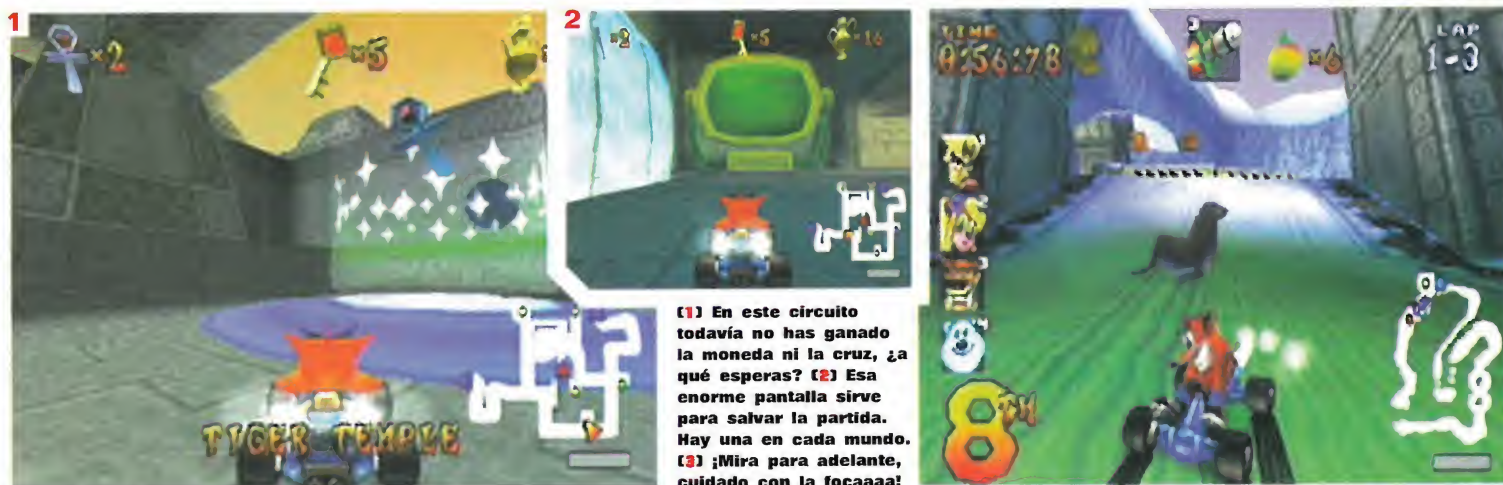 1
×2
×5
TIGER TEMPLE
2
×2
×5
×16
(1) En este circuito
todavía no has ganado
la moneda ni la cruz, ¿a
qué esperas? (2) Esa
enorme pantalla sirve
para salvar la partida.
Hay una en cada mundo.
(3) ¡Mira para adelante,
cuidado con la focaaaa!
TIME
0:56:78
×6
LAP
1-3
8TH